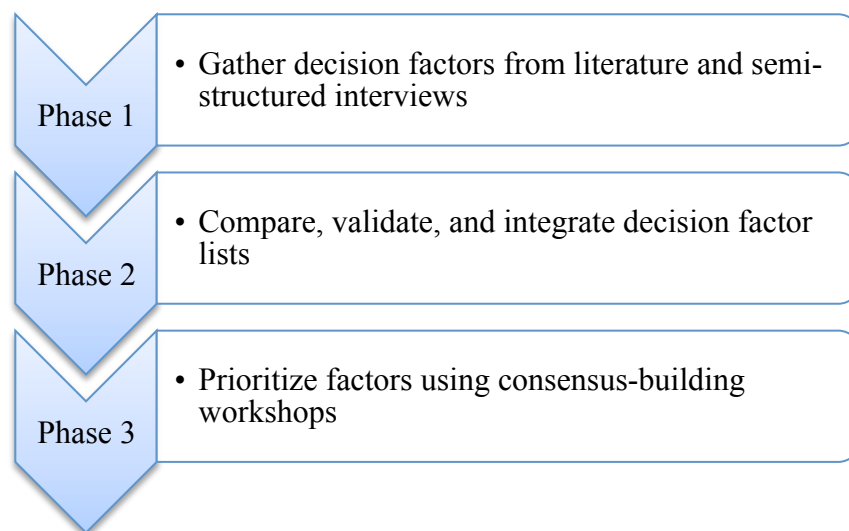 Phase 1
• Gather decision factors from literature and semi-
structured interviews
Phase 2
• Compare, validate, and integrate decision factor
lists
Phase 3
• Prioritize factors using consensus-building
workshops